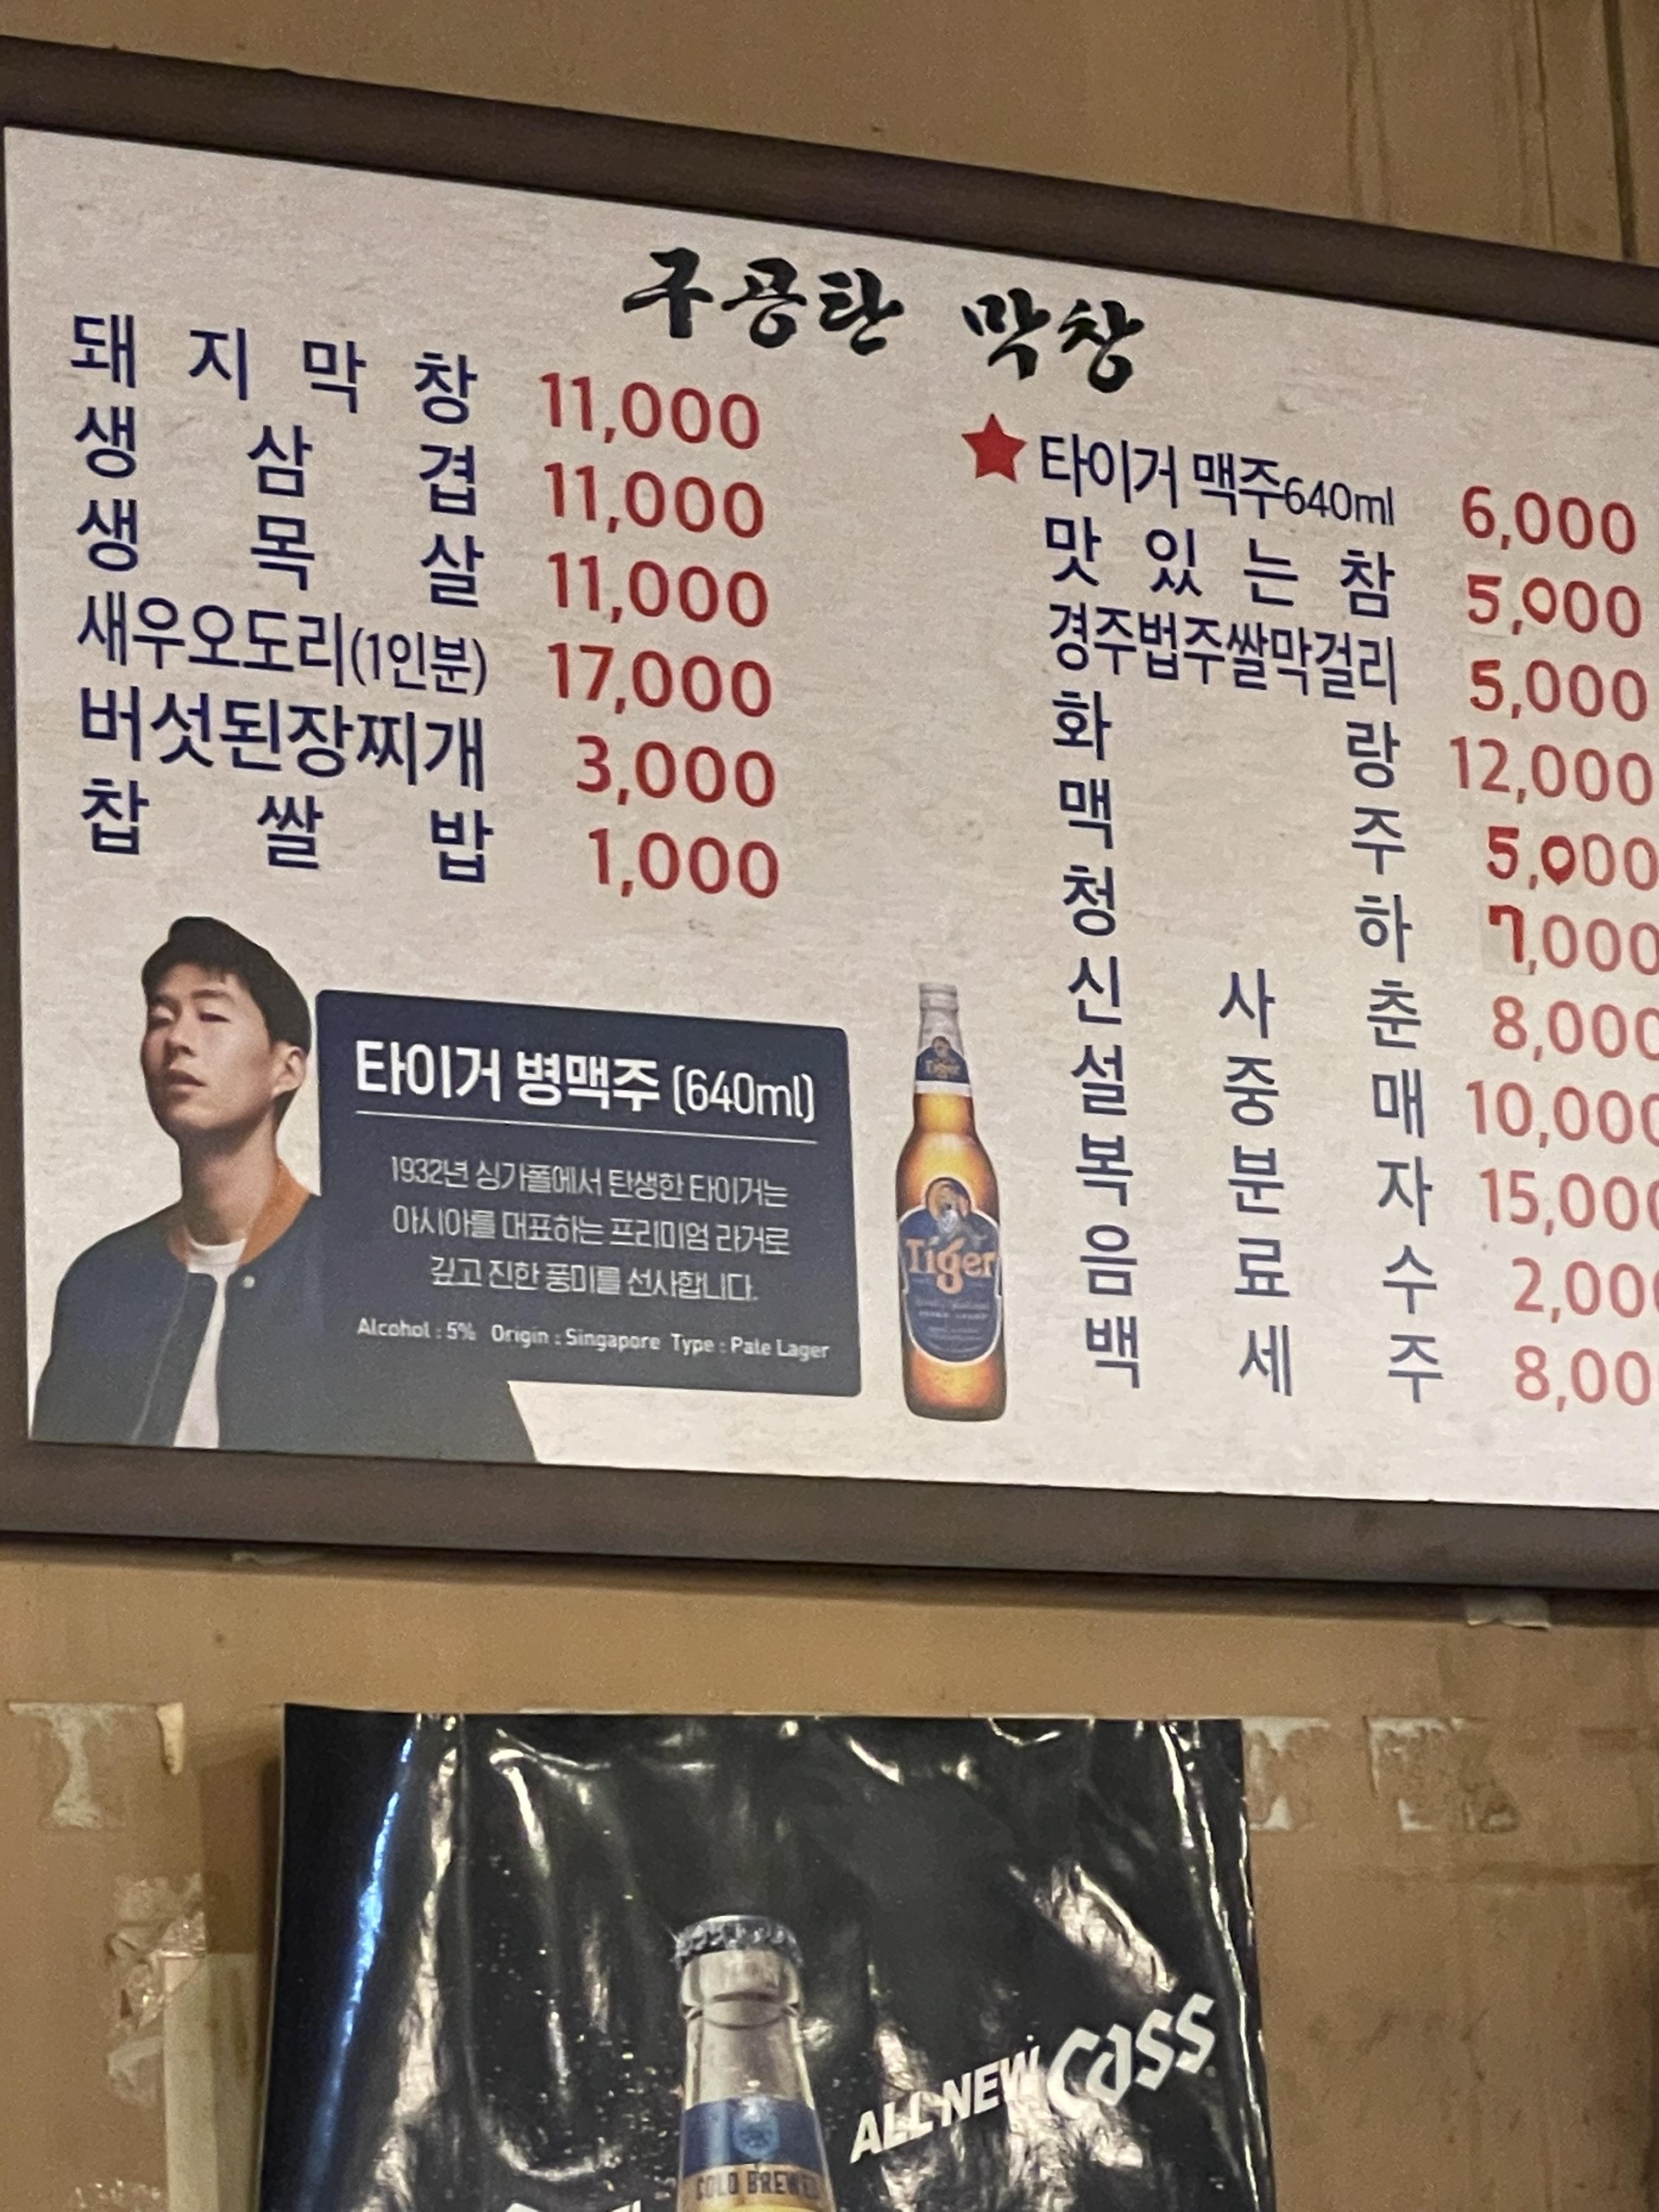 구공탄 막창
돼지막창 11,000
생삼겹 11,000
생목살 11,000
새우오도리(1인분) 17,000
버섯된장찌개 3,000
찹쌀밥 1,000
★타이거 맥주640ml 6,000
맛있는참 5,000
경주법주쌀막걸리 5,000
화랑 12,000
맥주 5,000
청하 7,000
신사춘 8,000
설중매 10,000
복분자 15,000
음료수 2,000
백세주 8,000
타이거 병맥주 (640ml)
1932년 싱가폴에서 탄생한 타이거는
아시아를 대표하는 프리미엄 라거로
깊고 진한 풍미를 선사합니다.
Alcohol : 5% Origin : Singapore Type : Pale Lager
Tiger
Tiger
ALL NEW Cass
COLD BREWED